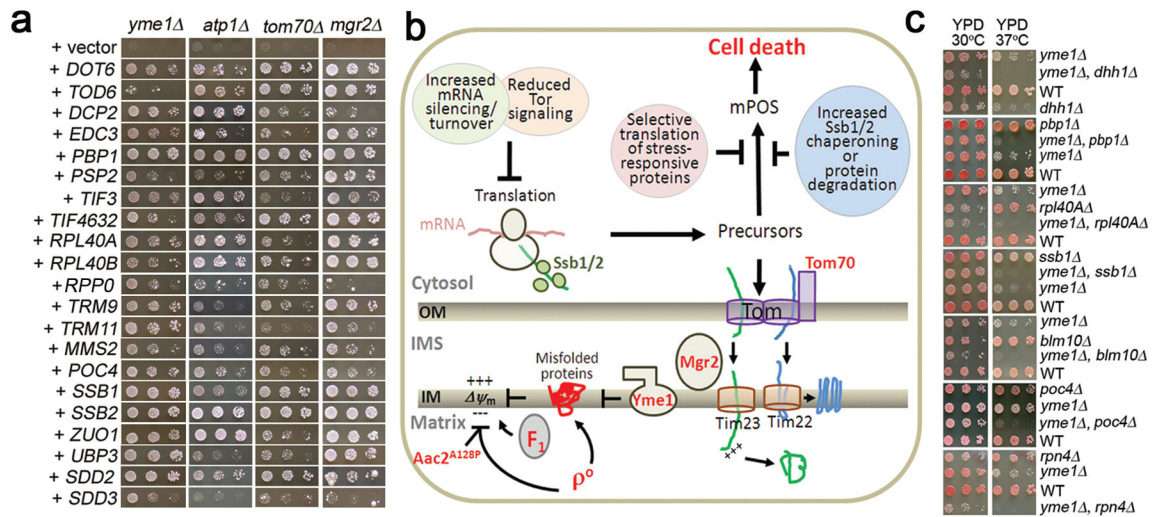 a
yme1Δ atp1Δ tom70Δ mgr2Δ
+ vector
+ DOT6
+ TOD6
+ DCP2
+ EDC3
+ PBP1
+ PSP2
+ TIF3
+ TIF4632
+ RPL40A
+ RPL40B
+ RPP0
+ TRM9
+ TRM11
+ MMS2
+ POC4
+ SSB1
+ SSB2
+ ZUO1
+ UBP3
+ SDD2
+ SDD3
b
Cell death
Increased
mRNA
silencing/
turnover
Reduced
Tor
signaling
mPOS
Selective
translation
of stress-
responsive
proteins
Increased
Ssb1/2
chaperoning
or
protein
degradation
Translation
mRNA
Precursors
Ssb1/2
Cytosol
Tom70
OM
Tom
IMS
Misfolded
proteins
Mgr2
+++
IM
Δψm
Yme1
---
Matrix
Tim23
Tim22
F1
+++
Aac2A128P
ρo
c
YPD YPD
30oC 37oC
yme1Δ
yme1Δ, dhh1Δ
WT
dhh1Δ
pbp1Δ
yme1Δ, pbp1Δ
yme1Δ
WT
yme1Δ
rpl40AΔ
yme1Δ, rpl40AΔ
WT
ssb1Δ
yme1Δ, ssb1Δ
yme1Δ
WT
yme1Δ
blm10Δ
yme1Δ, blm10Δ
WT
poc4Δ
yme1Δ
yme1Δ, poc4Δ
WT
rpn4Δ
yme1Δ
WT
yme1Δ, rpn4Δ